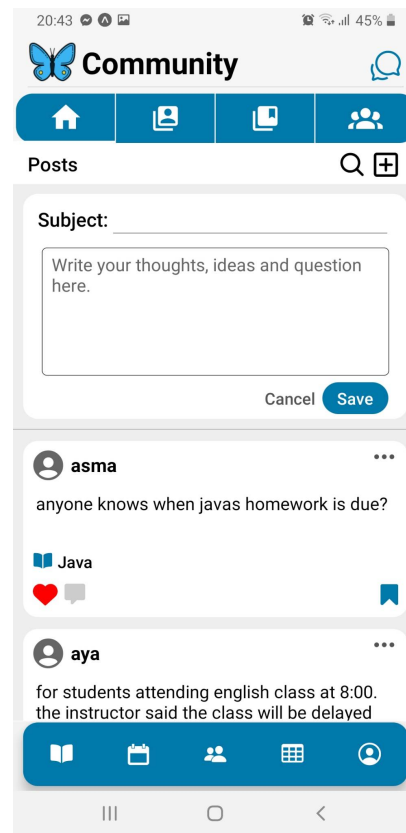 20:43
45%
Community
Posts
Subject:
Write your thoughts, ideas and question
here.
Cancel
Save
asma
anyone knows when javas homework is due?
Java
aya
for students attending english class at 8:00.
the instructor said the class will be delayed